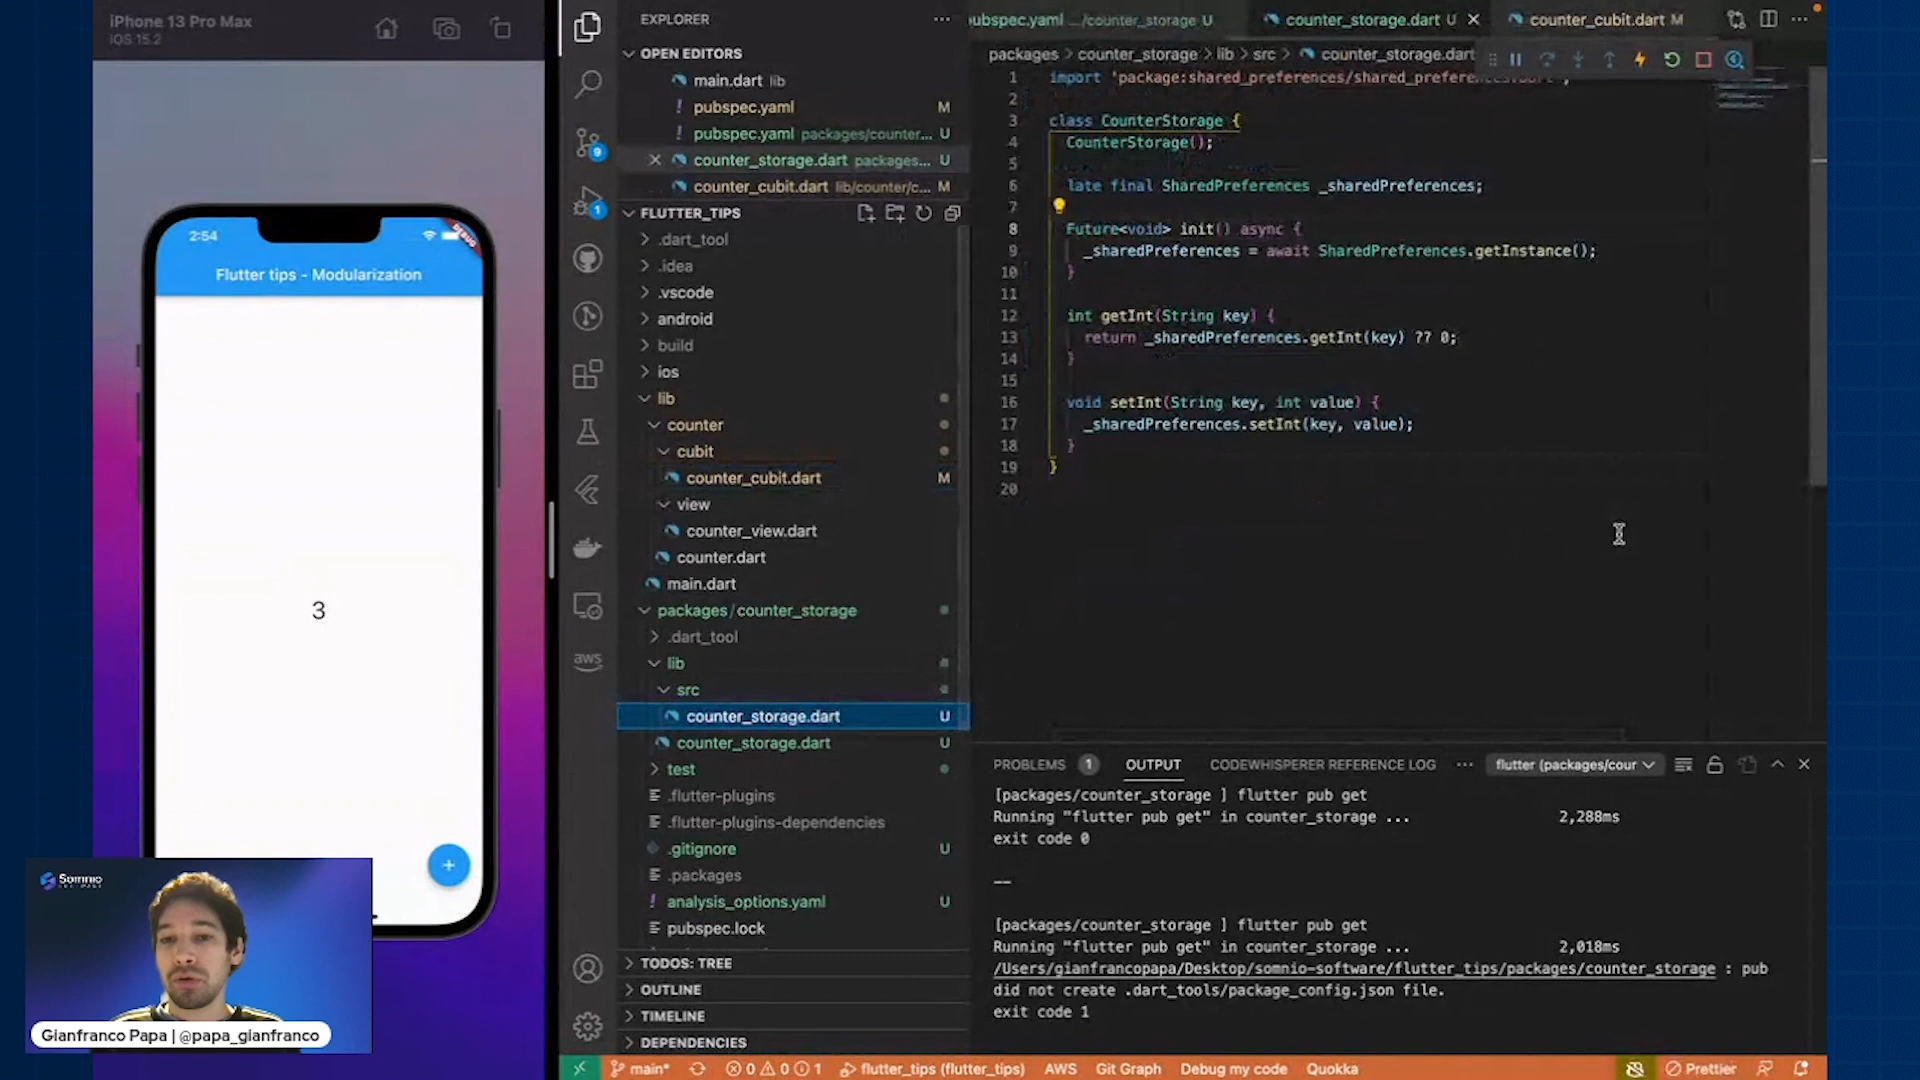 iPhone 13 Pro Max
iOS 15.2
2:54
DEBUG
Flutter tips - Modularization
3
+
Somnio
Gianfranco Papa | @papa_gianfranco
9
1
aws
EXPLORER
OPEN EDITORS
main.dart lib
! pubspec.yaml M
! pubspec.yaml packages/counter... U
counter_storage.dart packages... U
counter_cubit.dart lib/counter/c... M
FLUTTER_TIPS
.dart_tool
.idea
.vscode
android
build
ios
lib
counter
cubit
counter_cubit.dart M
view
counter_view.dart
counter.dart
main.dart
packages/counter_storage
.dart_tool
lib
src
counter_storage.dart U
counter_storage.dart U
test
.flutter-plugins
.flutter-plugins-dependencies
.gitignore U
.packages
! analysis_options.yaml U
pubspec.lock
TODOS: TREE
OUTLINE
TIMELINE
DEPENDENCIES
pubspec.yaml .../counter_storage U
counter_storage.dart U
counter_cubit.dart M
packages > counter_storage > lib > src > counter_storage.dart
1 import 'package:shared_preferences/shared_preferences
2
3 class CounterStorage {
4 CounterStorage();
5
6 late final SharedPreferences _sharedPreferences;
7
8 Future<void> init() async {
9 _sharedPreferences = await SharedPreferences.getInstance();
10 }
11
12 int getInt(String key) {
13 return _sharedPreferences.getInt(key) ?? 0;
14 }
15
16 void setInt(String key, int value) {
17 _sharedPreferences.setInt(key, value);
18 }
19 }
20
PROBLEMS 1 OUTPUT CODEWHISPERER REFERENCE LOG ... flutter (packages/cour
[packages/counter_storage ] flutter pub get
Running "flutter pub get" in counter_storage ... 2,288ms
exit code 0
--
[packages/counter_storage ] flutter pub get
Running "flutter pub get" in counter_storage ... 2,018ms
/Users/gianfrancopapa/Desktop/somnio-software/flutter_tips/packages/counter_storage : pub
did not create .dart_tools/package_config.json file.
exit code 1
main* 0 0 1 flutter_tips (flutter_tips) AWS Git Graph Debug my code Quokka Prettier